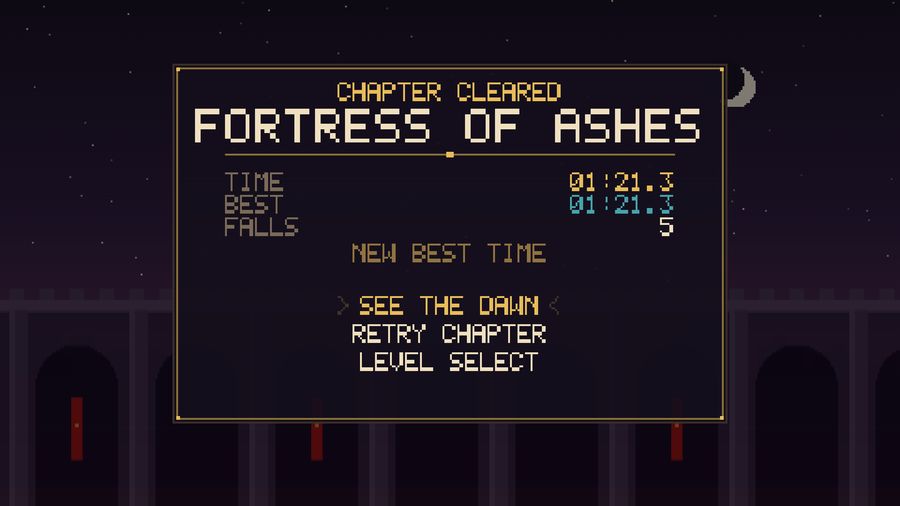 CHAPTER CLEARED
FORTRESS OF ASHES
TIME 01:21.3
BEST 01:21.3
FALLS 5
NEW BEST TIME
> SEE THE DAWN <
RETRY CHAPTER
LEVEL SELECT